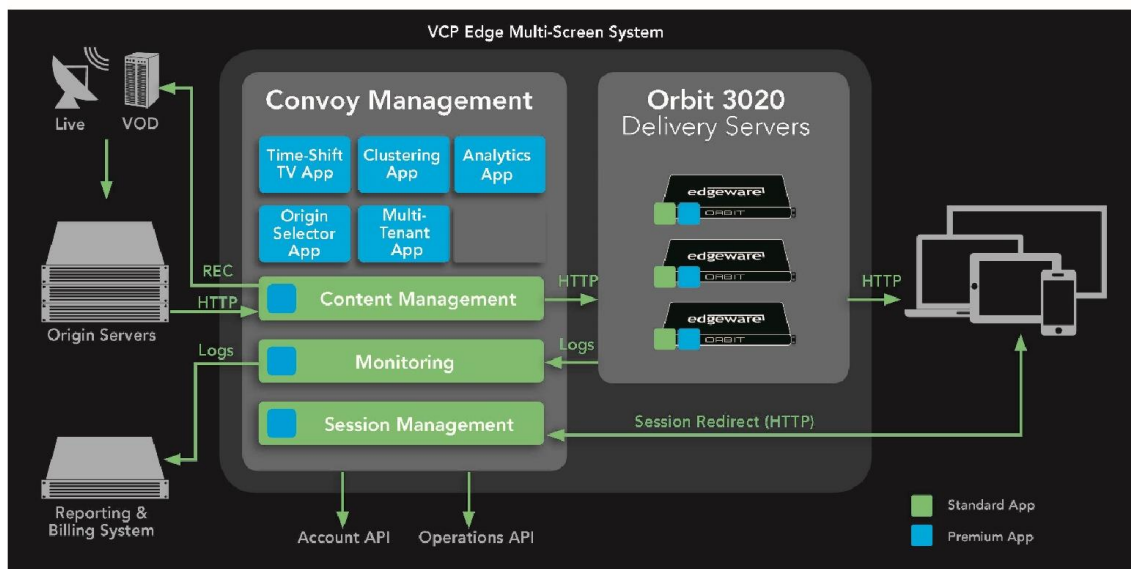 VCP Edge Multi-Screen System
Live
VOD
Origin Servers
Reporting &
Billing System
REC
HTTP
Logs
Convoy Management
Time-Shift
TV App
Clustering
App
Analytics
App
Origin
Selector
App
Multi-
Tenant App
Content Management
Monitoring
Session Management
HTTP
Logs
Orbit 3020
Delivery Servers
edgeware
ORBIT
edgeware
ORBIT
edgeware
ORBIT
HTTP
Session Redirect (HTTP)
Account API
Operations API
Standard App
Premium App